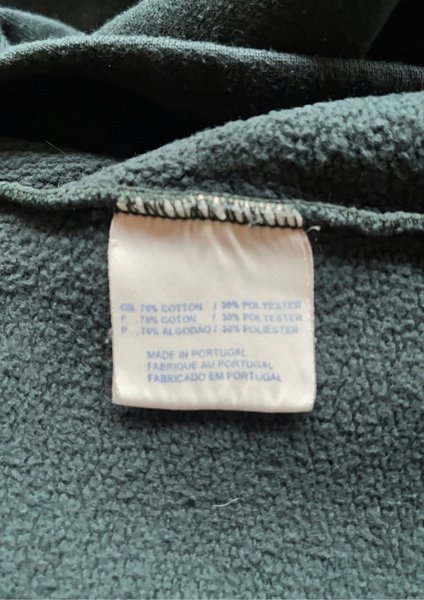 GB. 70% COTTON / 30% POLYESTER
F. 70% COTON / 30% POLYESTER
P. 70% ALGODÃO / 30% POLIESTER
MADE IN PORTUGAL
FABRIQUE AU PORTUGAL
FABRICADO EM PORTUGAL